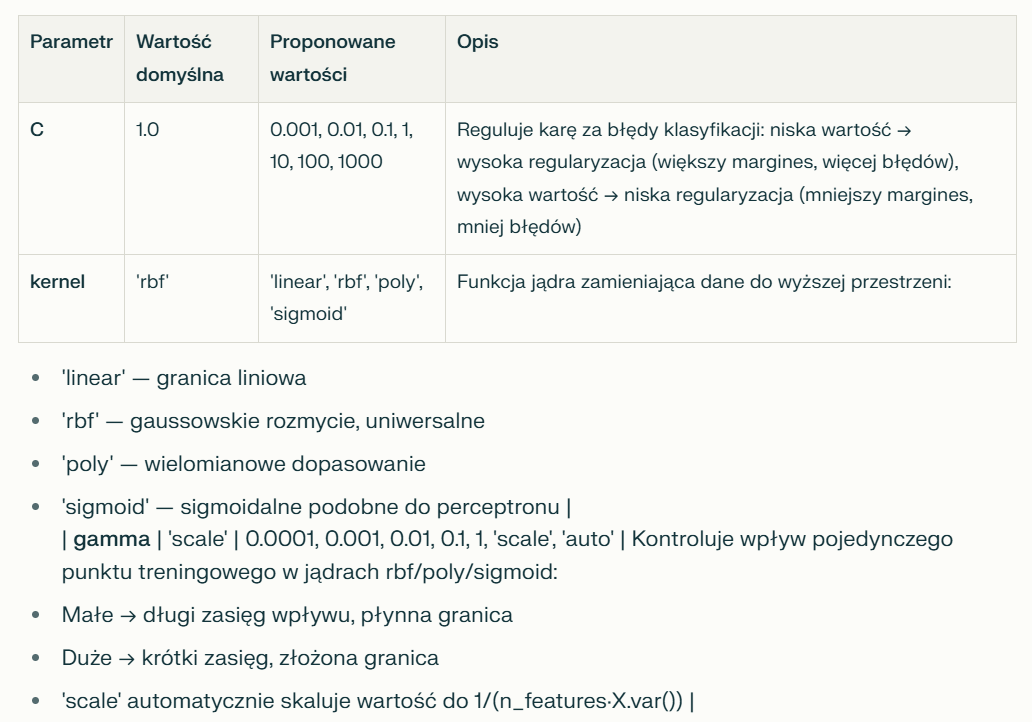 Parametr Wartość domyślna Proponowane wartości Opis
C 1.0 0.001, 0.01, 0.1, 1, 10, 100, 1000 Reguluje karę za błędy klasyfikacji: niska wartość →
wysoka regularyzacja (większy margines, więcej błędów),
wysoka wartość → niska regularyzacja (mniejszy margines,
mniej błędów)
kernel 'rbf' 'linear', 'rbf', 'poly', 'sigmoid' Funkcja jądra zamieniająca dane do wyższej przestrzeni:
• 'linear' — granica liniowa
• 'rbf' — gaussowskie rozmycie, uniwersalne
• 'poly' — wielomianowe dopasowanie
• 'sigmoid' — sigmoidalne podobne do perceptronu |
| gamma | 'scale' | 0.0001, 0.001, 0.01, 0.1, 1, 'scale', 'auto' | Kontroluje wpływ pojedynczego
punktu treningowego w jądrach rbf/poly/sigmoid:
• Małe → długi zasięg wpływu, płynna granica
• Duże → krótki zasięg, złożona granica
• 'scale' automatycznie skaluje wartość do 1/(n_features·X.var()) |